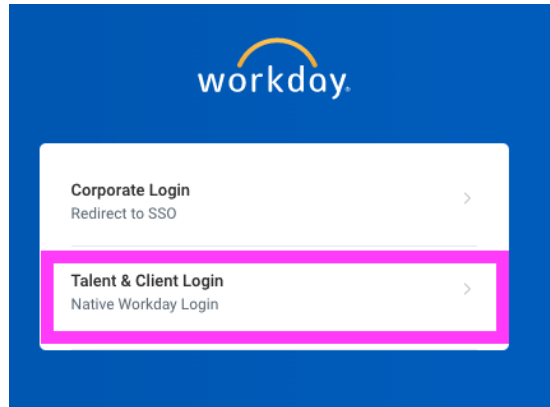 workday.
Corporate Login
Redirect to SSO
Talent & Client Login
Native Workday Login